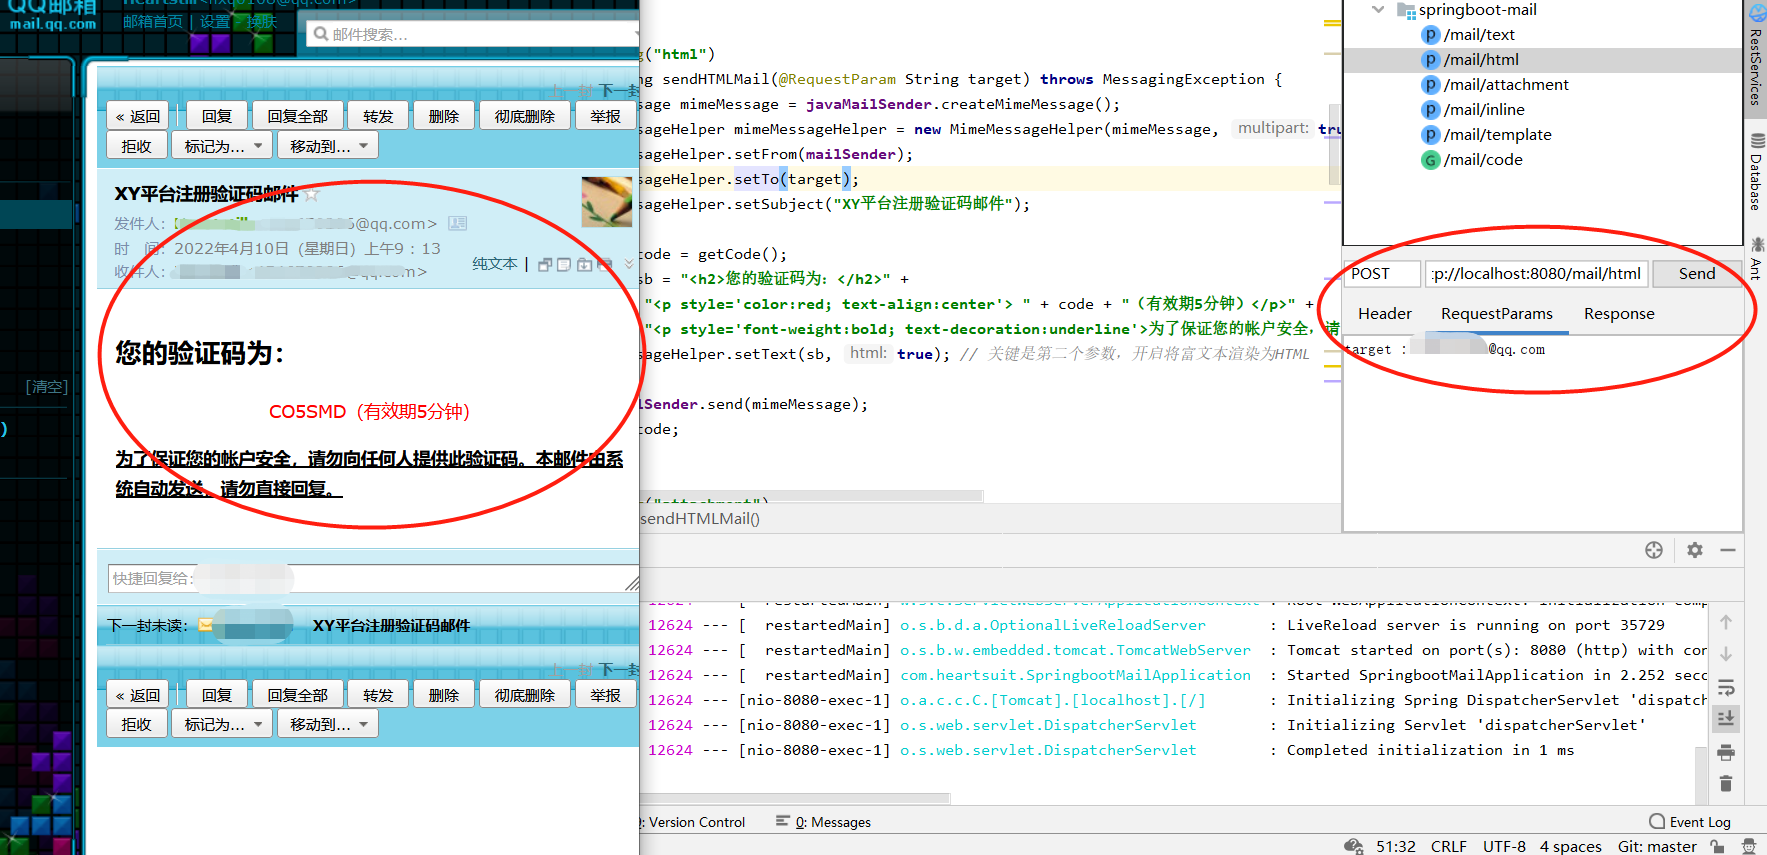 QQ邮箱
mail.qq.com
邮箱首页 | 设置 - 换肤
邮件搜索...
下一封
« 返回 回复 回复全部 转发 删除 彻底删除 举报
拒收 标记为... 移动到...
XY平台注册验证码邮件
发件人： @qq.com>
时 间： 2022年4月10日 (星期日) 上午9：13
收件人： @qq.com>
纯文本 |
您的验证码为：
CO5SMD（有效期5分钟）
为了保证您的帐户安全，请勿向任何人提供此验证码。本邮件由系
统自动发送，请勿直接回复。
[清空]
)
快捷回复给：
下一封未读： XY平台注册验证码邮件
下一封
« 返回 回复 回复全部 转发 删除 彻底删除 举报
拒收 标记为... 移动到...
("html")
ng sendHTMLMail(@RequestParam String target) throws MessagingException {
sage mimeMessage = javaMailSender.createMimeMessage();
sageHelper mimeMessageHelper = new MimeMessageHelper(mimeMessage, multipart: tru
sageHelper.setFrom(mailSender);
sageHelper.setTo(target);
sageHelper.setSubject("XY平台注册验证码邮件");
code = getCode();
sb = "<h2>您的验证码为：</h2>" +
"<p style='color:red; text-align:center'> " + code + "（有效期5分钟）</p>" +
"<p style='font-weight:bold; text-decoration:underline'>为了保证您的帐户安全，请
sageHelper.setText(sb, html: true); // 关键是第二个参数，开启将富文本渲染为HTML
lSender.send(mimeMessage);
code;
("attachment")
sendHTMLMail()
springboot-mail
/mail/text
/mail/html
/mail/attachment
/mail/inline
/mail/template
/mail/code
RestServices
Database
Ant
POST p://localhost:8080/mail/html Send
Header RequestParams Response
target : @qq.com
12624 --- [ restartedMain] w.s.c.ServletWebServerApplicationContext : Root WebApplicationContext: initialization comp
12624 --- [ restartedMain] o.s.b.d.a.OptionalLiveReloadServer : LiveReload server is running on port 35729
12624 --- [ restartedMain] o.s.b.w.embedded.tomcat.TomcatWebServer : Tomcat started on port(s): 8080 (http) with con
12624 --- [ restartedMain] com.heartsuit.SpringbootMailApplication : Started SpringbootMailApplication in 2.252 seco
12624 --- [nio-8080-exec-1] o.a.c.c.C.[Tomcat].[localhost].[/] : Initializing Spring DispatcherServlet 'dispatch
12624 --- [nio-8080-exec-1] o.s.web.servlet.DispatcherServlet : Initializing Servlet 'dispatcherServlet'
12624 --- [nio-8080-exec-1] o.s.web.servlet.DispatcherServlet : Completed initialization in 1 ms
: Version Control 0: Messages Event Log
51:32 CRLF UTF-8 4 spaces Git: master